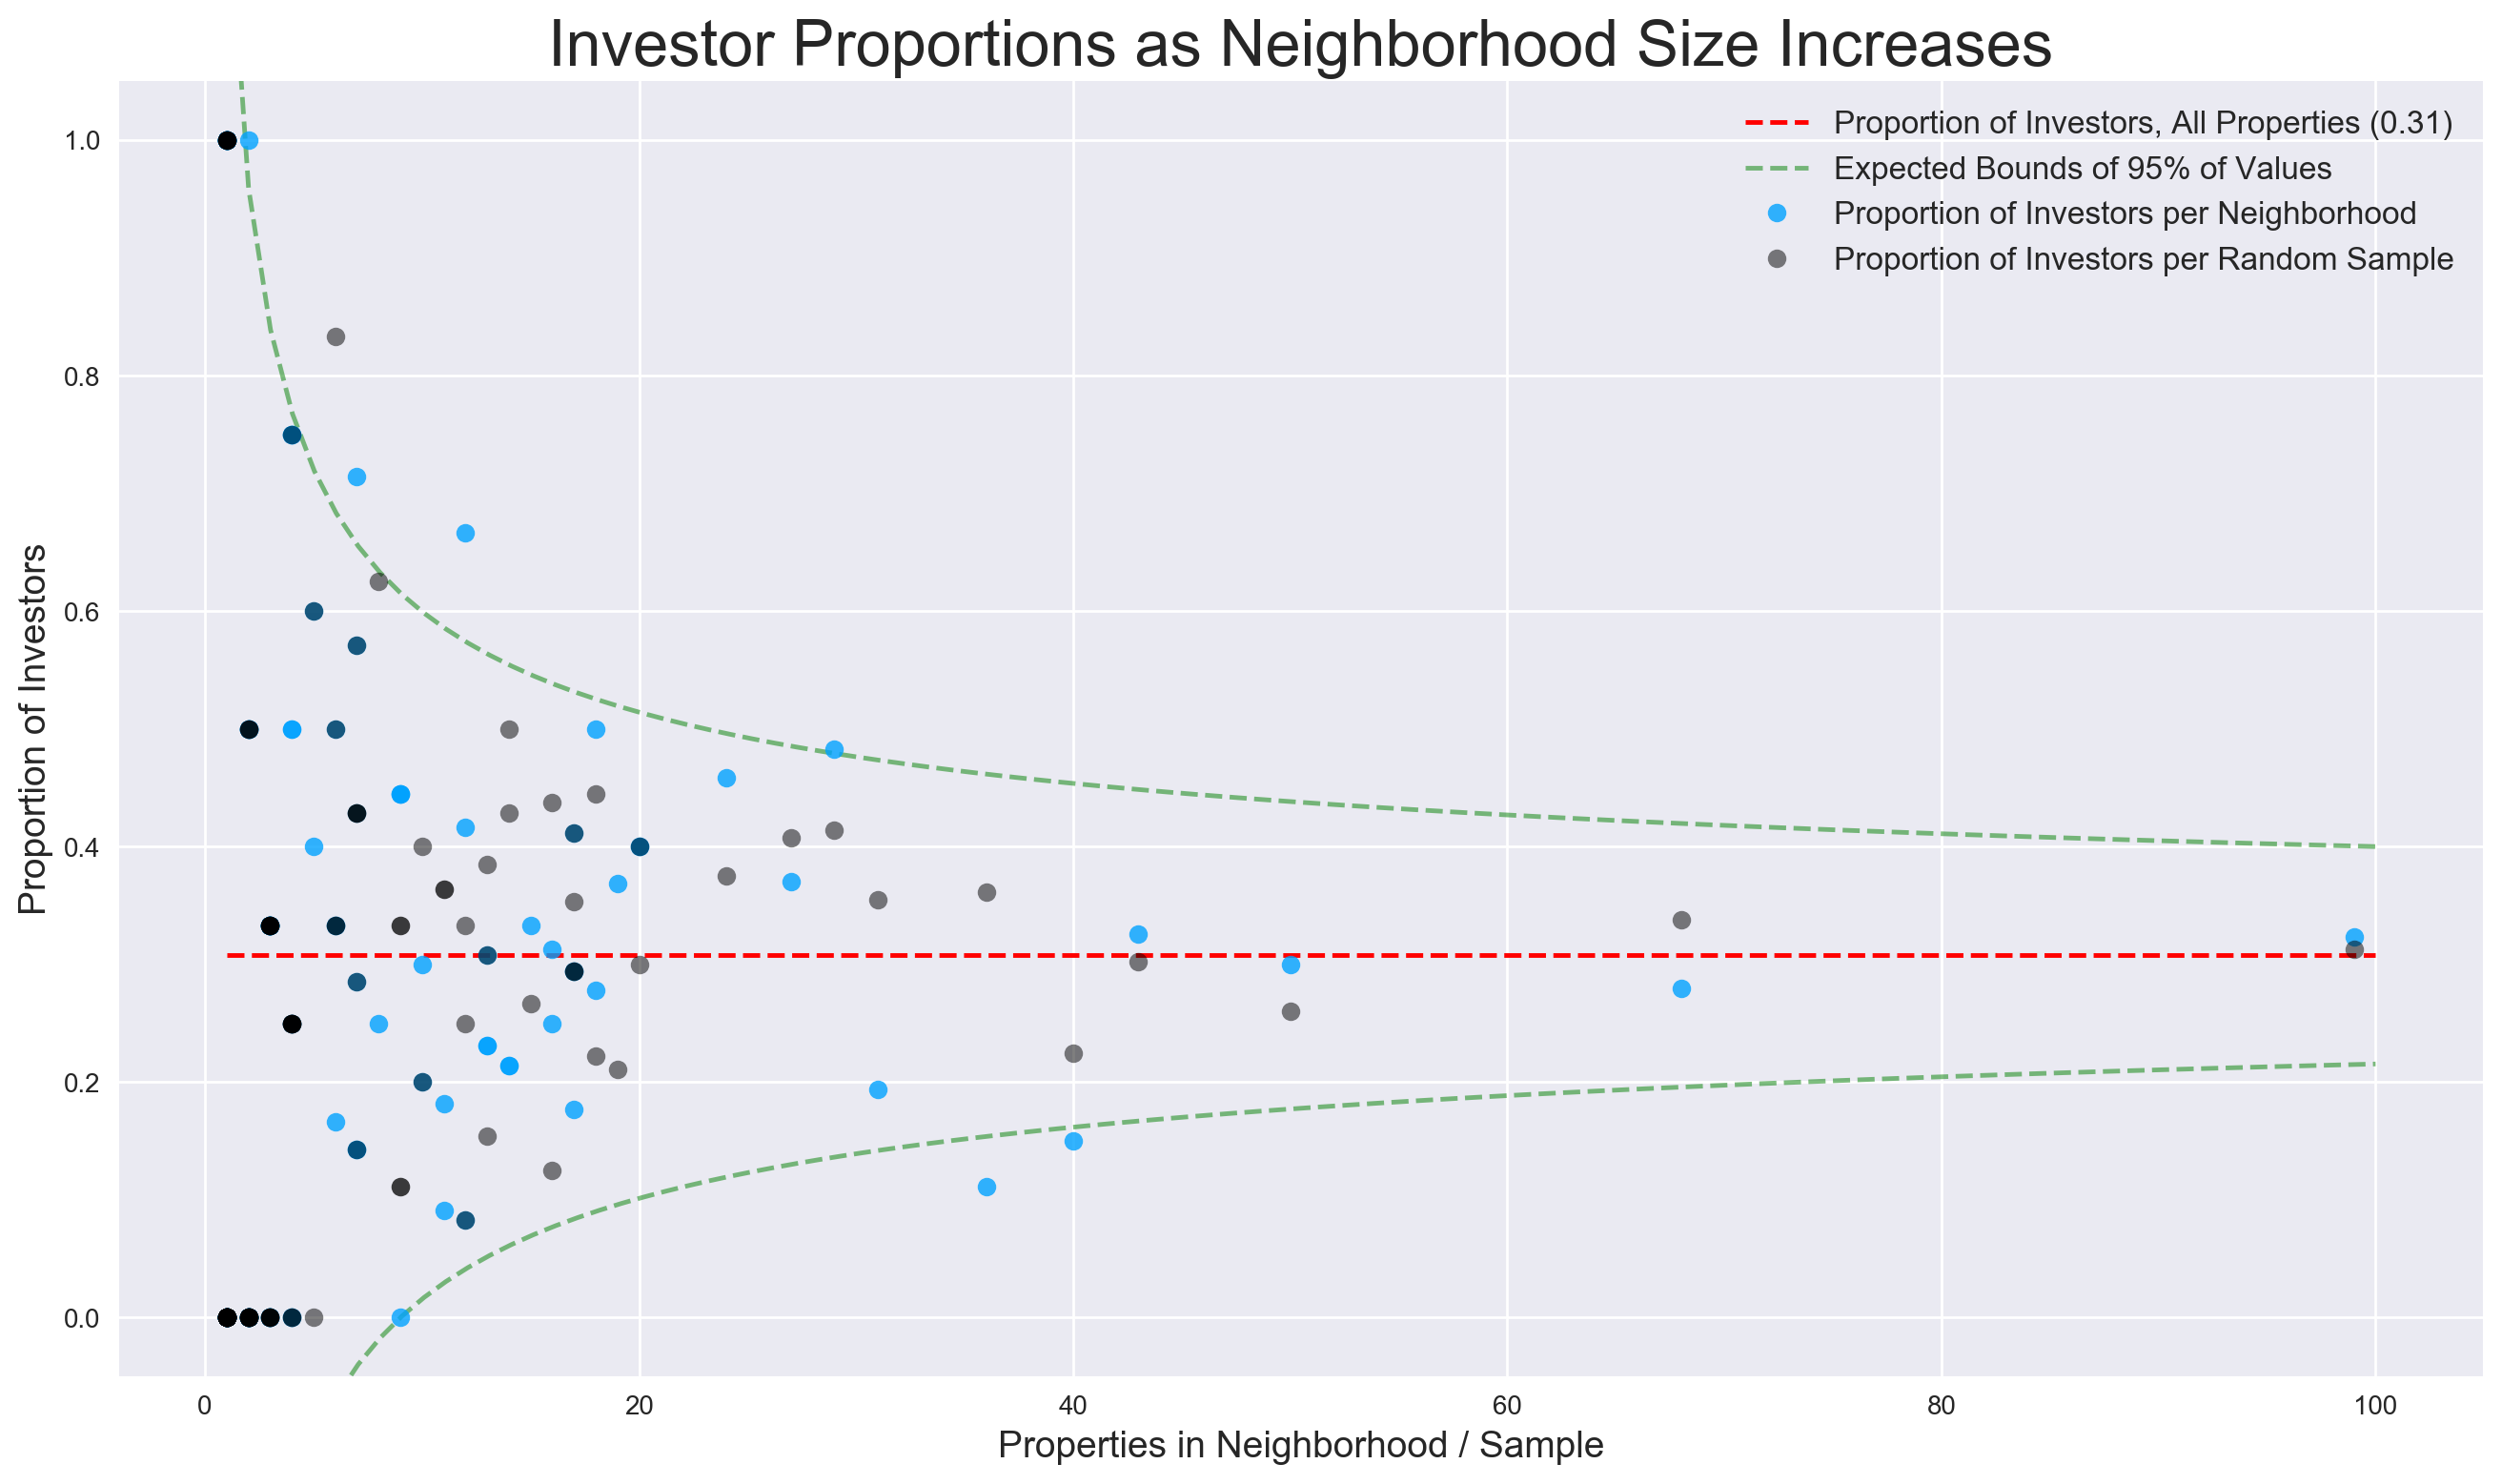 Investor Proportions as Neighborhood Size Increases
Proportion of Investors, All Properties (0.31)
Expected Bounds of 95% of Values
Proportion of Investors per Neighborhood
Proportion of Investors per Random Sample
Proportion of Investors
1.0
0.8
0.6
0.4
0.2
0.0
0 20 40 60 80 100
Properties in Neighborhood / Sample